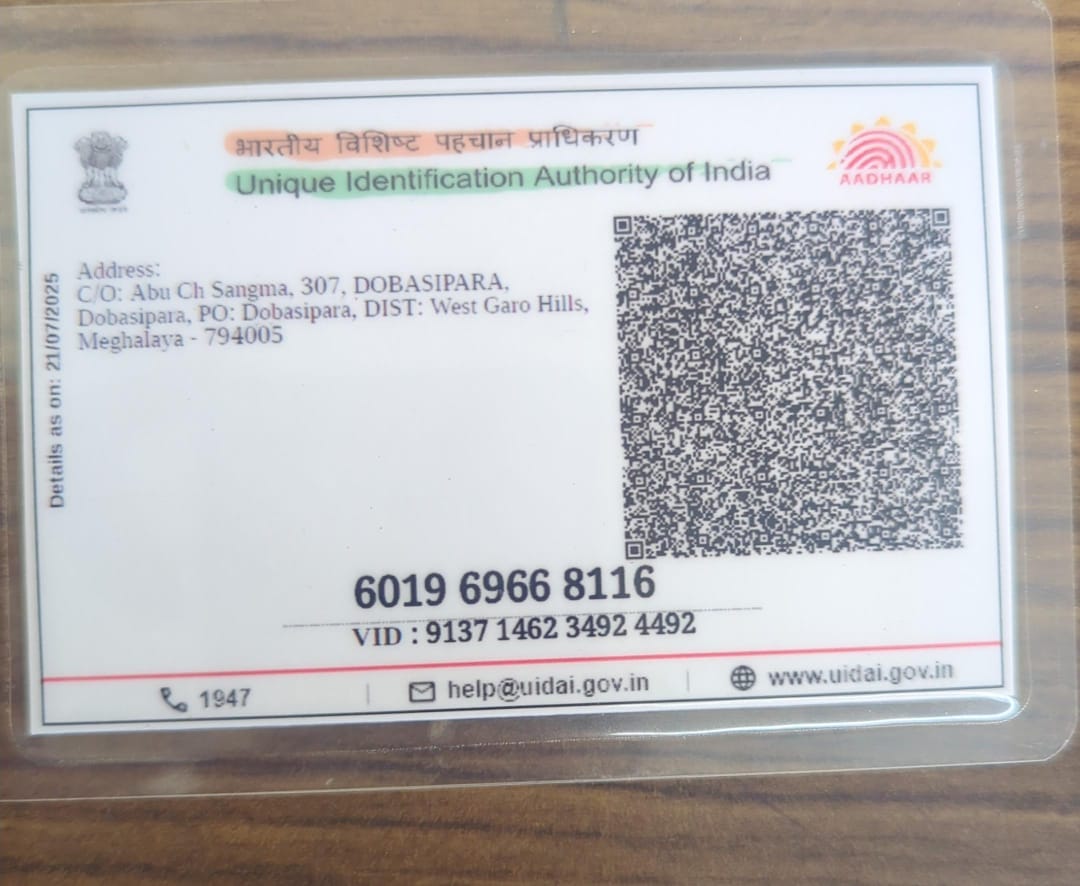 भारतीय विशिष्ट पहचान प्राधिकरण
Unique Identification Authority of India
AADHAAR
Address:
C/O: Abu Ch Sangma, 307, DOBASIPARA,
Dobasipara, PO: Dobasipara, DIST: West Garo Hills,
Meghalaya - 794005
Details as on: 21/07/2025
6019 6966 8116
VID : 9137 1462 3492 4492
1947 | help@uidai.gov.in | www.uidai.gov.in